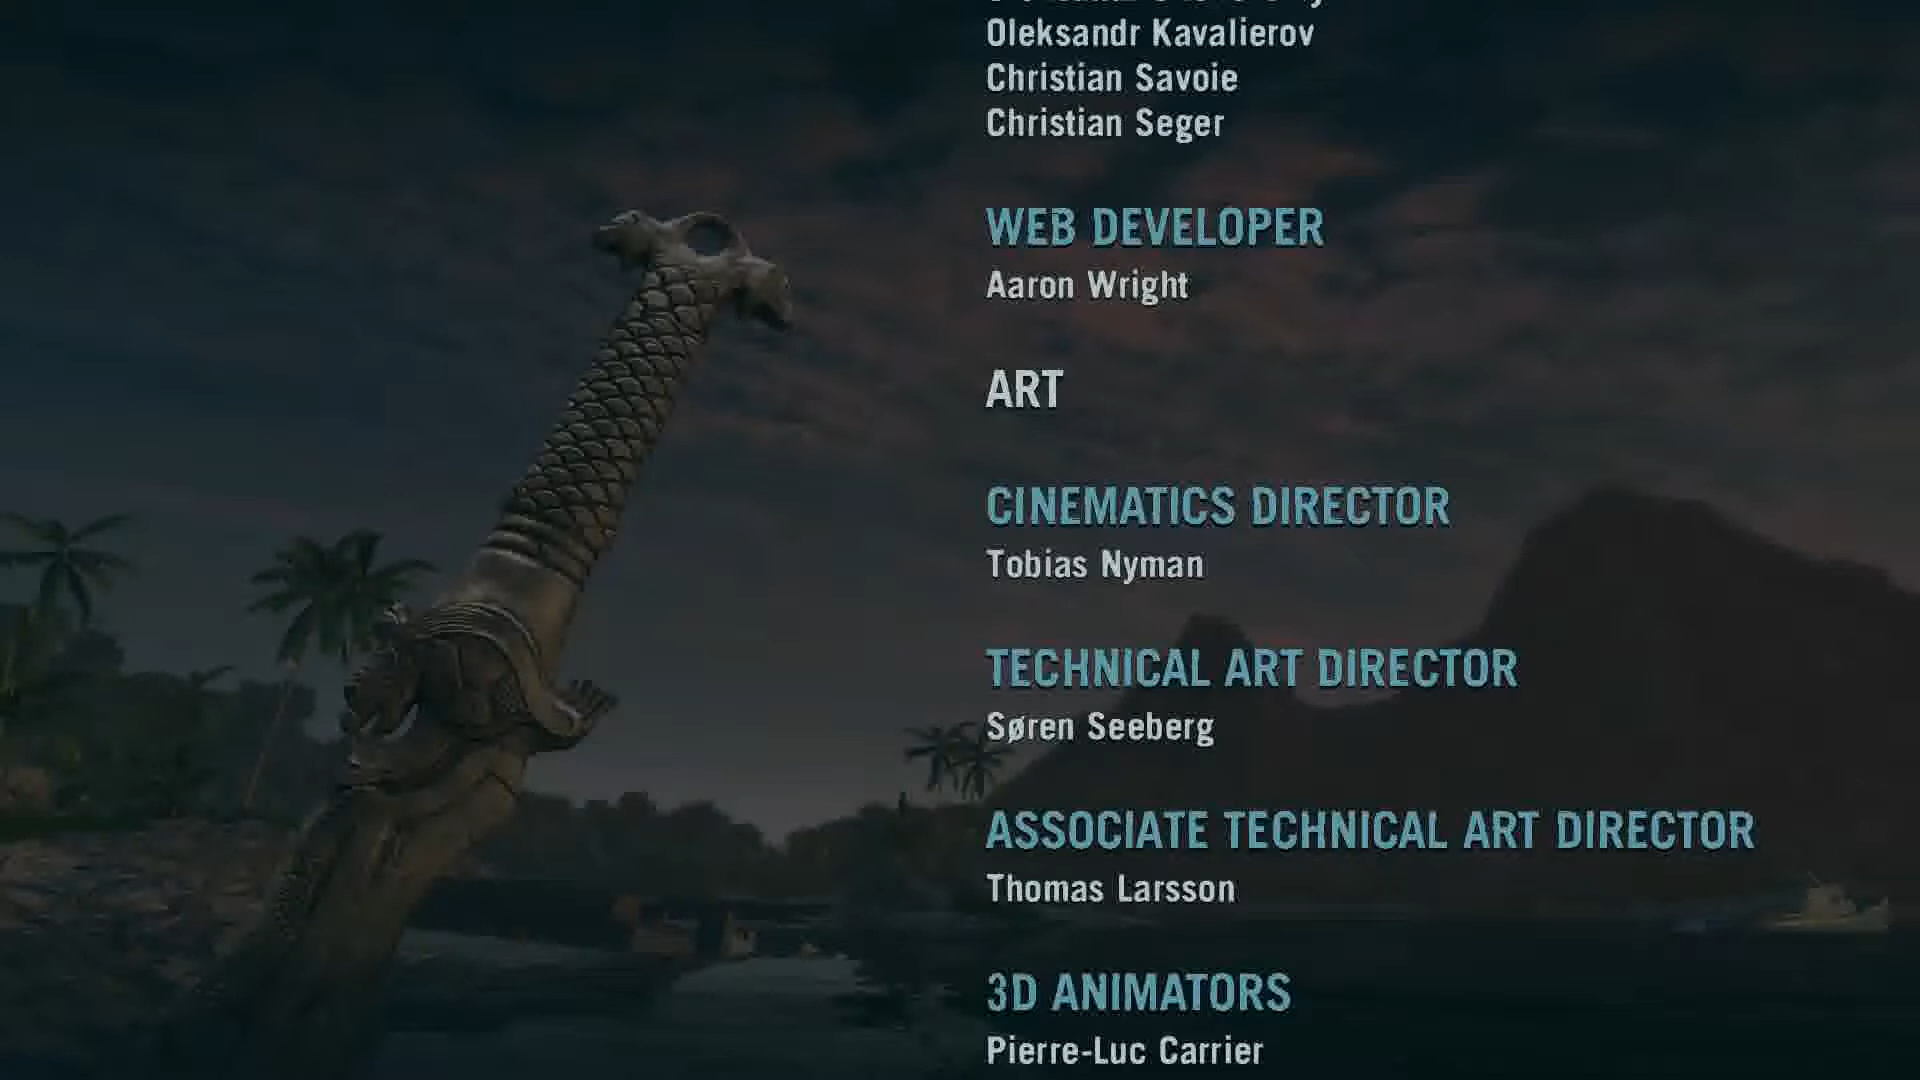 Oleksandr Kavalierov
Christian Savoie
Christian Seger
WEB DEVELOPER
Aaron Wright
ART
CINEMATICS DIRECTOR
Tobias Nyman
TECHNICAL ART DIRECTOR
Søren Seeberg
ASSOCIATE TECHNICAL ART DIRECTOR
Thomas Larsson
3D ANIMATORS
Pierre-Luc Carrier